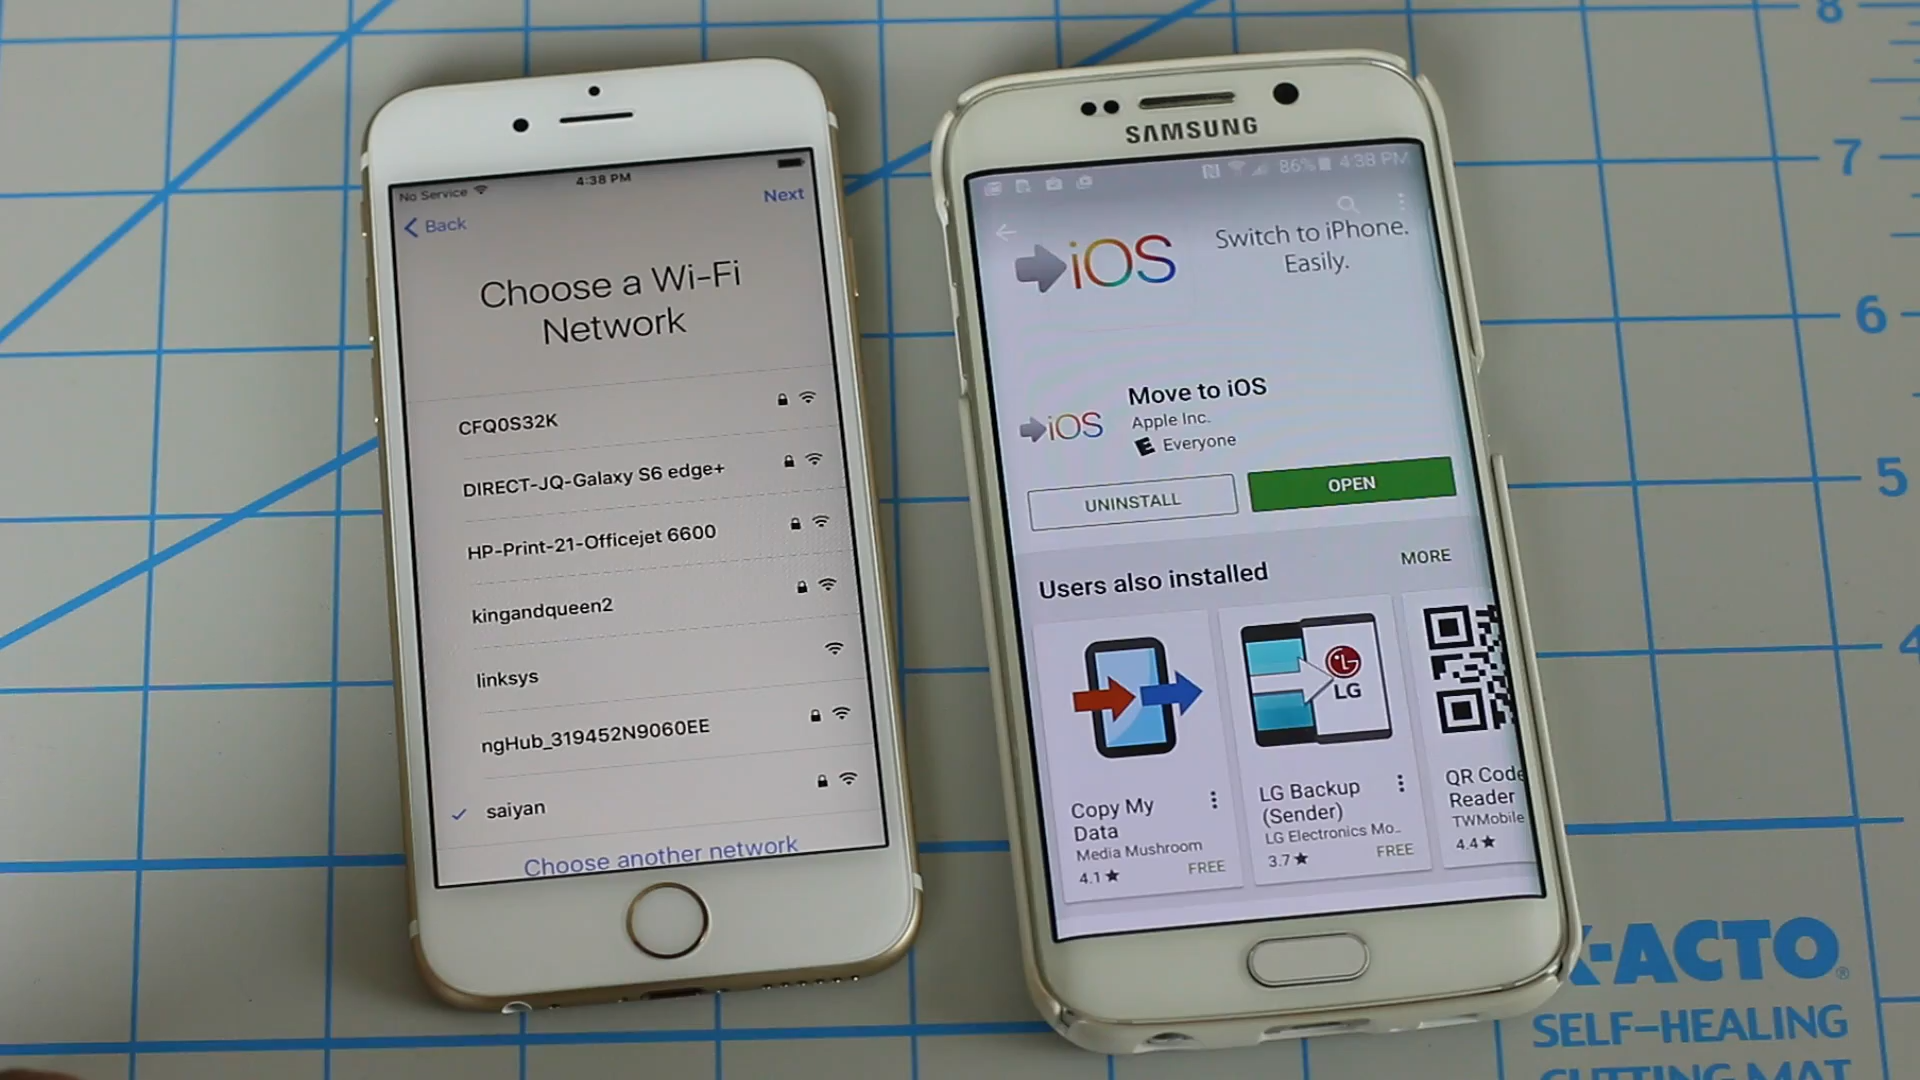 No Service
4:38 PM
Back
Next
Choose a Wi-Fi
Network
CFQ0S32K
DIRECT-JQ-Galaxy S6 edge+
HP-Print-21-Officejet 6600
kingandqueen2
linksys
ngHub_319452N9060EE
saiyan
Choose another network
SAMSUNG
86% 4:38 PM
iOS
Switch to iPhone.
Easily.
iOS
Move to iOS
Apple Inc.
E Everyone
UNINSTALL
OPEN
Users also installed
MORE
LG
Copy My
Data
Media Mushroom
4.1★ FREE
LG Backup
(Sender)
LG Electronics Mo..
3.7★ FREE
QR Code
Reader
TWMobile
4.4★
8
7
6
5
4
X-ACTO®
SELF-HEALING
CUTTING MAT